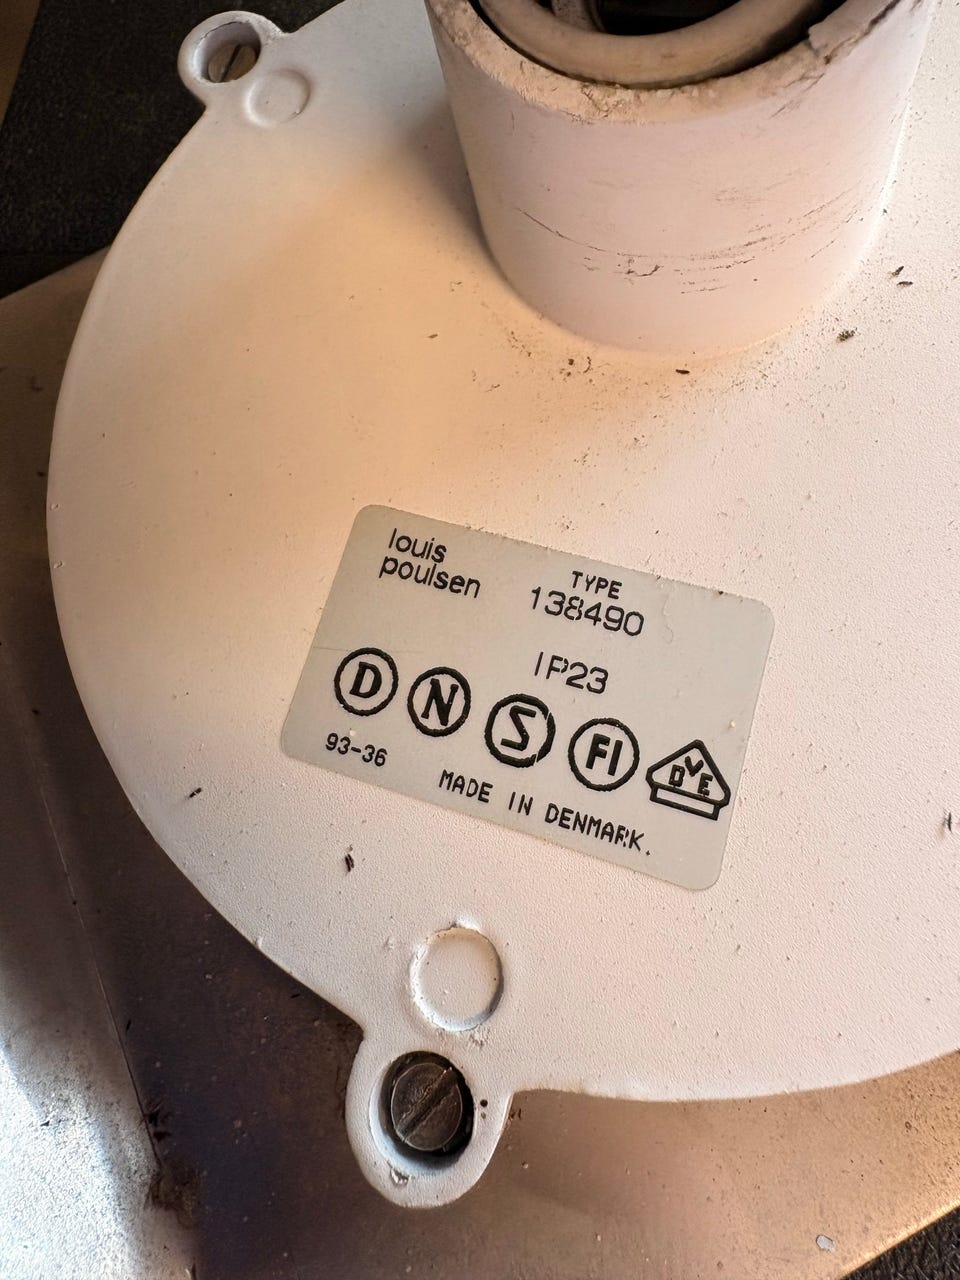 louis
poulsen
TYPE
138490
IP23
D N S FI DVE
93-36
MADE IN DENMARK.